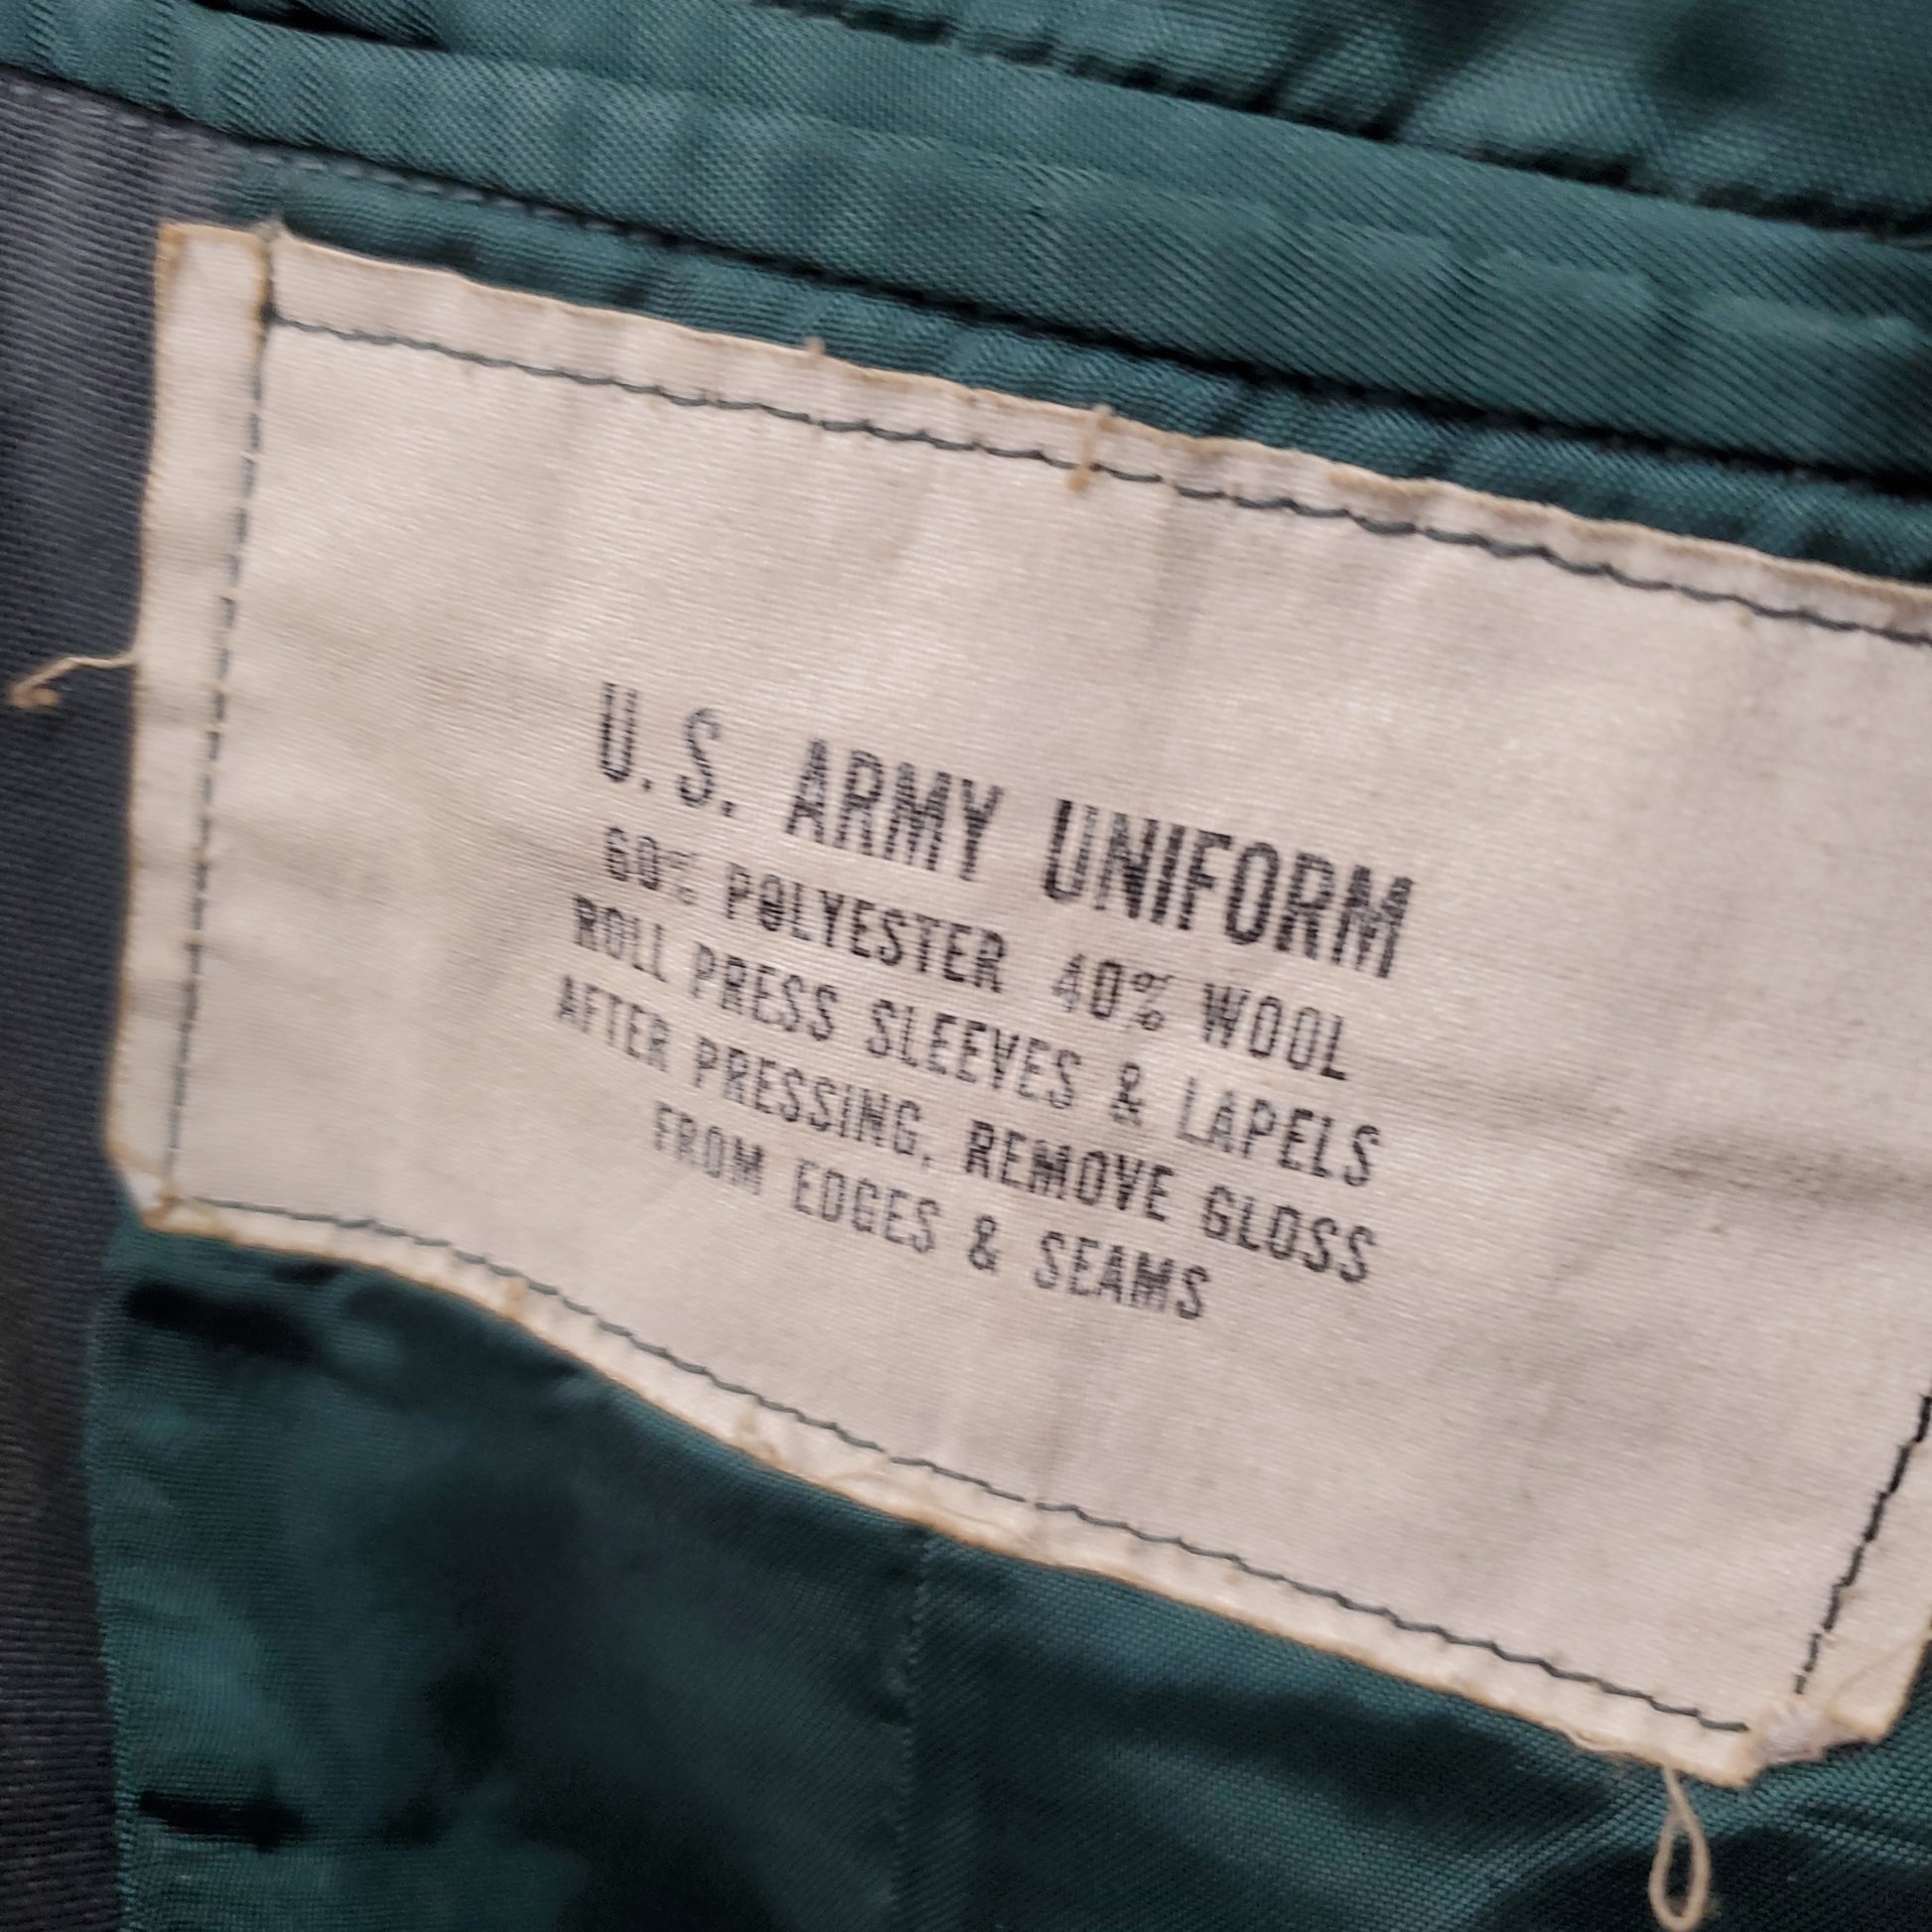 U.S. ARMY UNIFORM
60% POLYESTER 40% WOOL
ROLL PRESS SLEEVES & LAPELS
AFTER PRESSING, REMOVE GLOSS
FROM EDGES & SEAMS